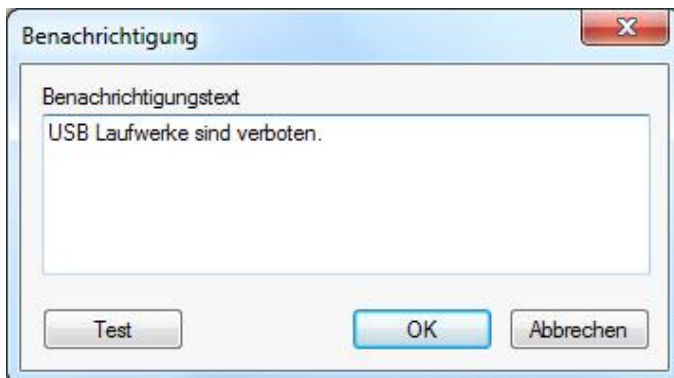 Benachrichtigung
Benachrichtigungstext
USB Laufwerke sind verboten.
Test OK Abbrechen